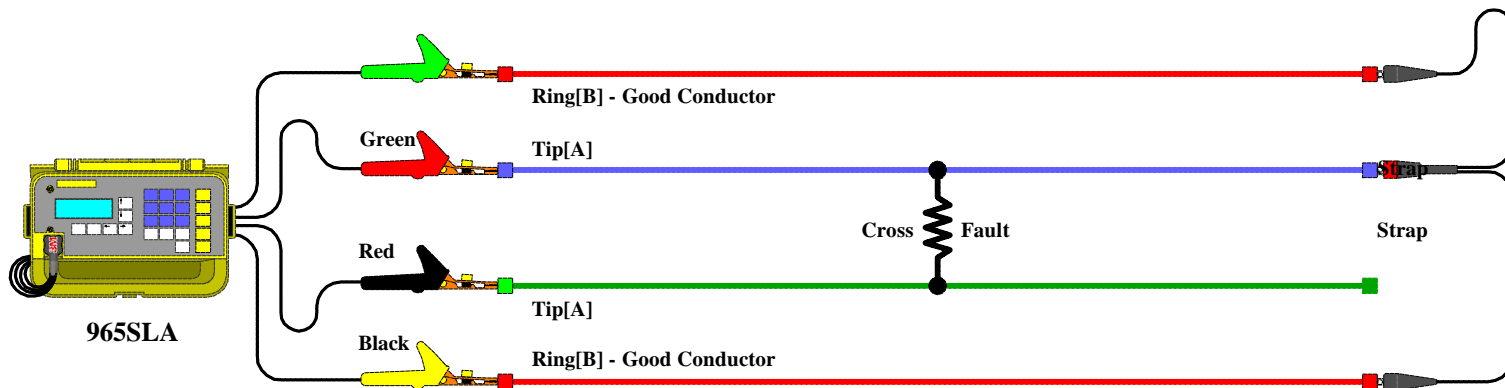 Ring[B] - Good Conductor
Green
Tip[A]
Strap
Cross
Fault
Strap
Red
Tip[A]
965SLA
Black
Ring[B] - Good Conductor